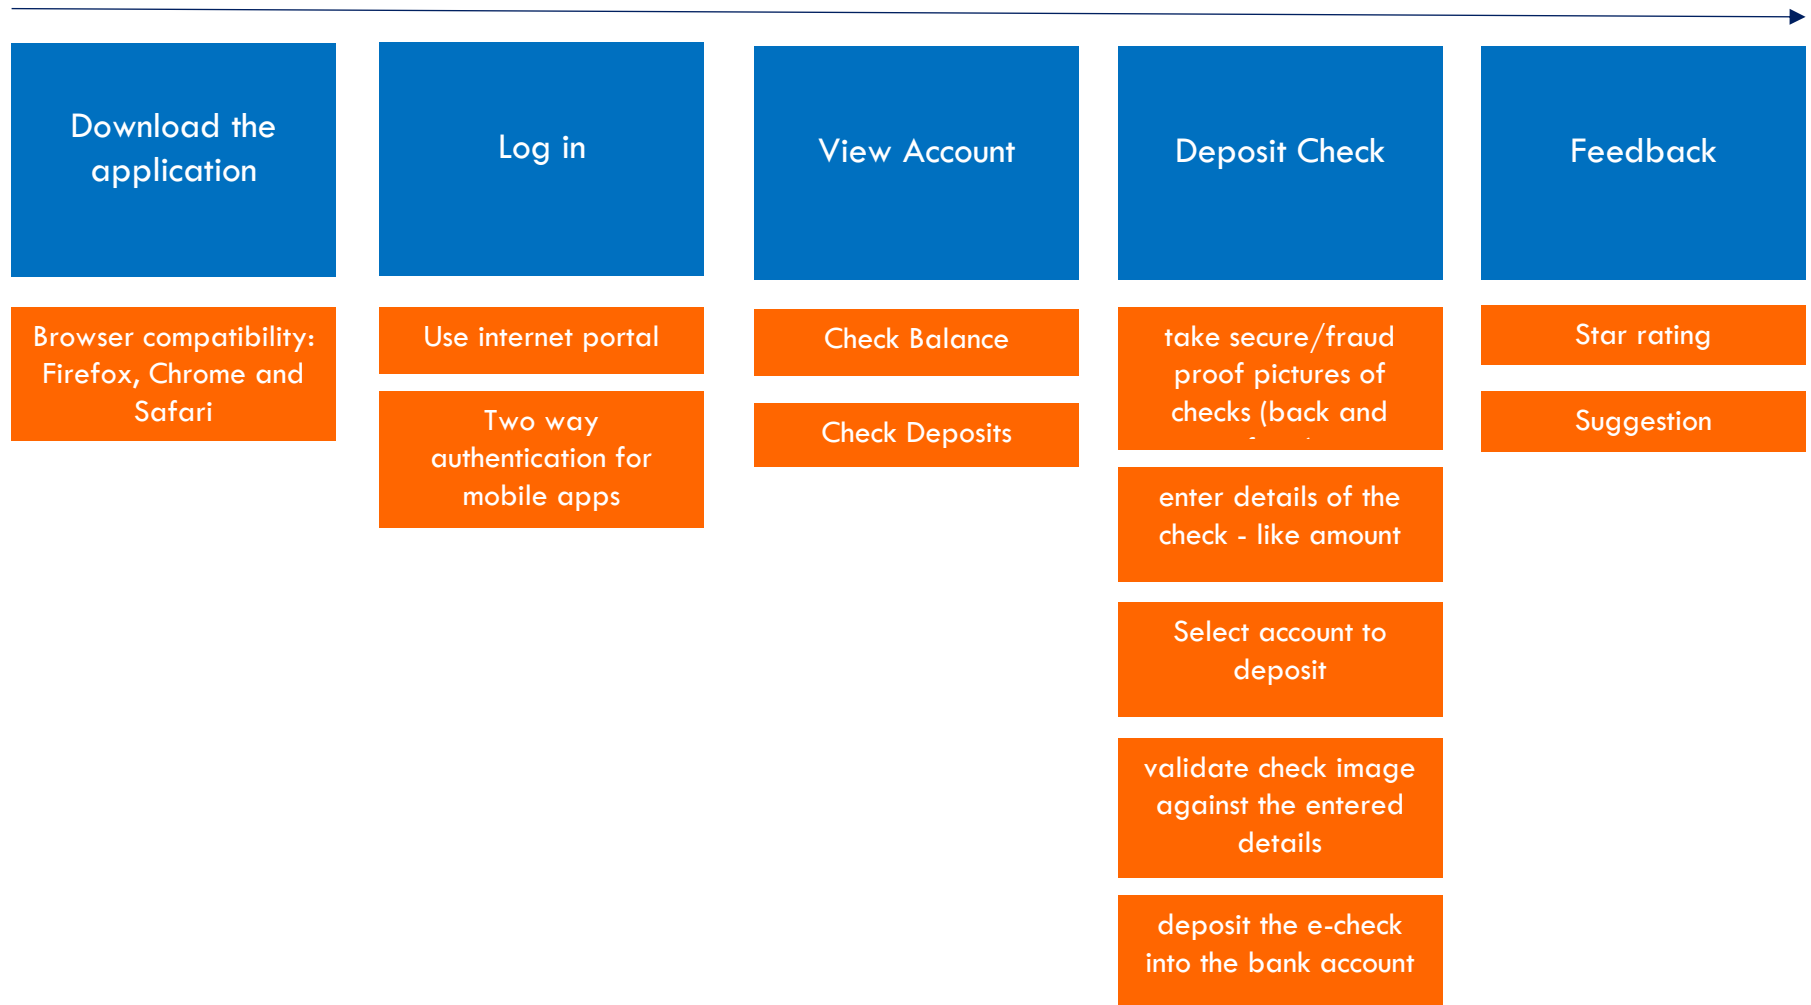 Download the
application
Log in
View Account
Deposit Check
Feedback
Browser compatibility:
Firefox, Chrome and
Safari
Use internet portal
Two way
authentication for
mobile apps
Check Balance
Check Deposits
take secure/fraud
proof pictures of
checks (back and
enter details of the
check - like amount
Select account to
deposit
validate check image
against the entered
details
deposit the e-check
into the bank account
Star rating
Suggestion